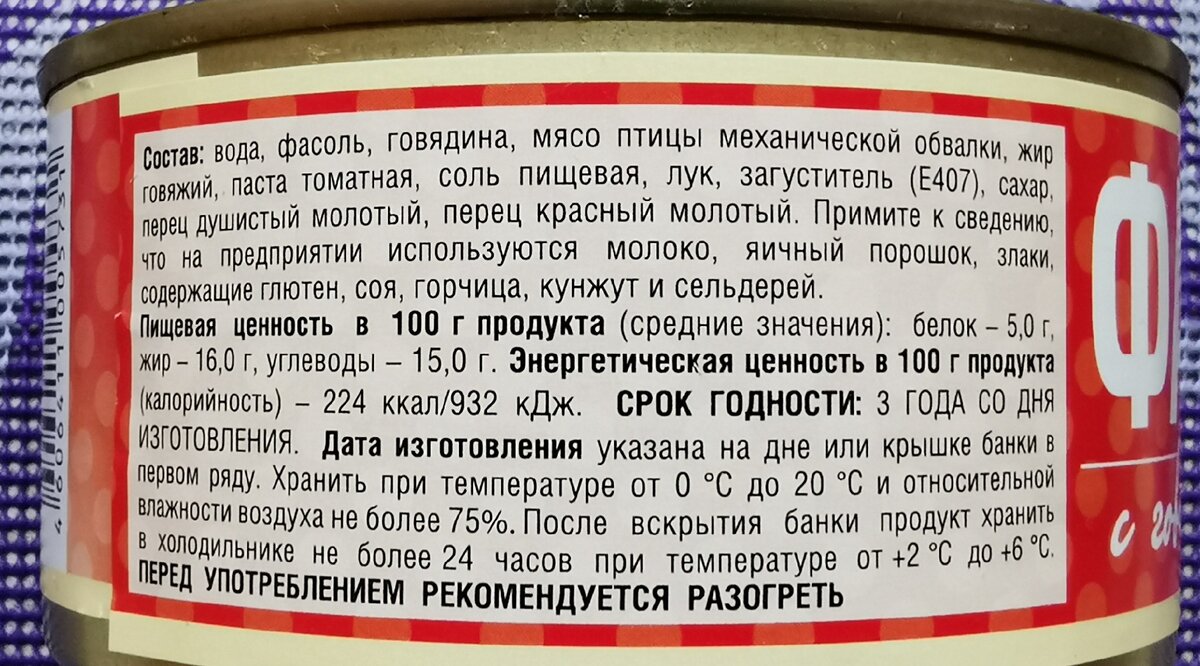 Состав: вода, фасоль, говядина, мясо птицы механической обвалки, жир
говяжий, паста томатная, соль пищевая, лук, загуститель (Е407), сахар,
перец душистый молотый, перец красный молотый. Примите к сведению,
что на предприятии используются молоко, яичный порошок, злаки,
содержащие глютен, соя, горчица, кунжут и сельдерей.
Пищевая ценность в 100 г продукта (средние значения): белок – 5,0 г,
жир – 16,0 г, углеводы – 15,0 г. Энергетическая ценность в 100 г продукта
(калорийность) – 224 ккал/932 кДж. СРОК ГОДНОСТИ: 3 ГОДА СО ДНЯ
ИЗГОТОВЛЕНИЯ. Дата изготовления указана на дне или крышке банки в
первом ряду. Хранить при температуре от 0 °С до 20 °С и относительной
влажности воздуха не более 75%. После вскрытия банки продукт хранить
в холодильнике не более 24 часов при температуре от +2 °С до +6 °С.
ПЕРЕД УПОТРЕБЛЕНИЕМ РЕКОМЕНДУЕТСЯ РАЗОГРЕТЬ
с